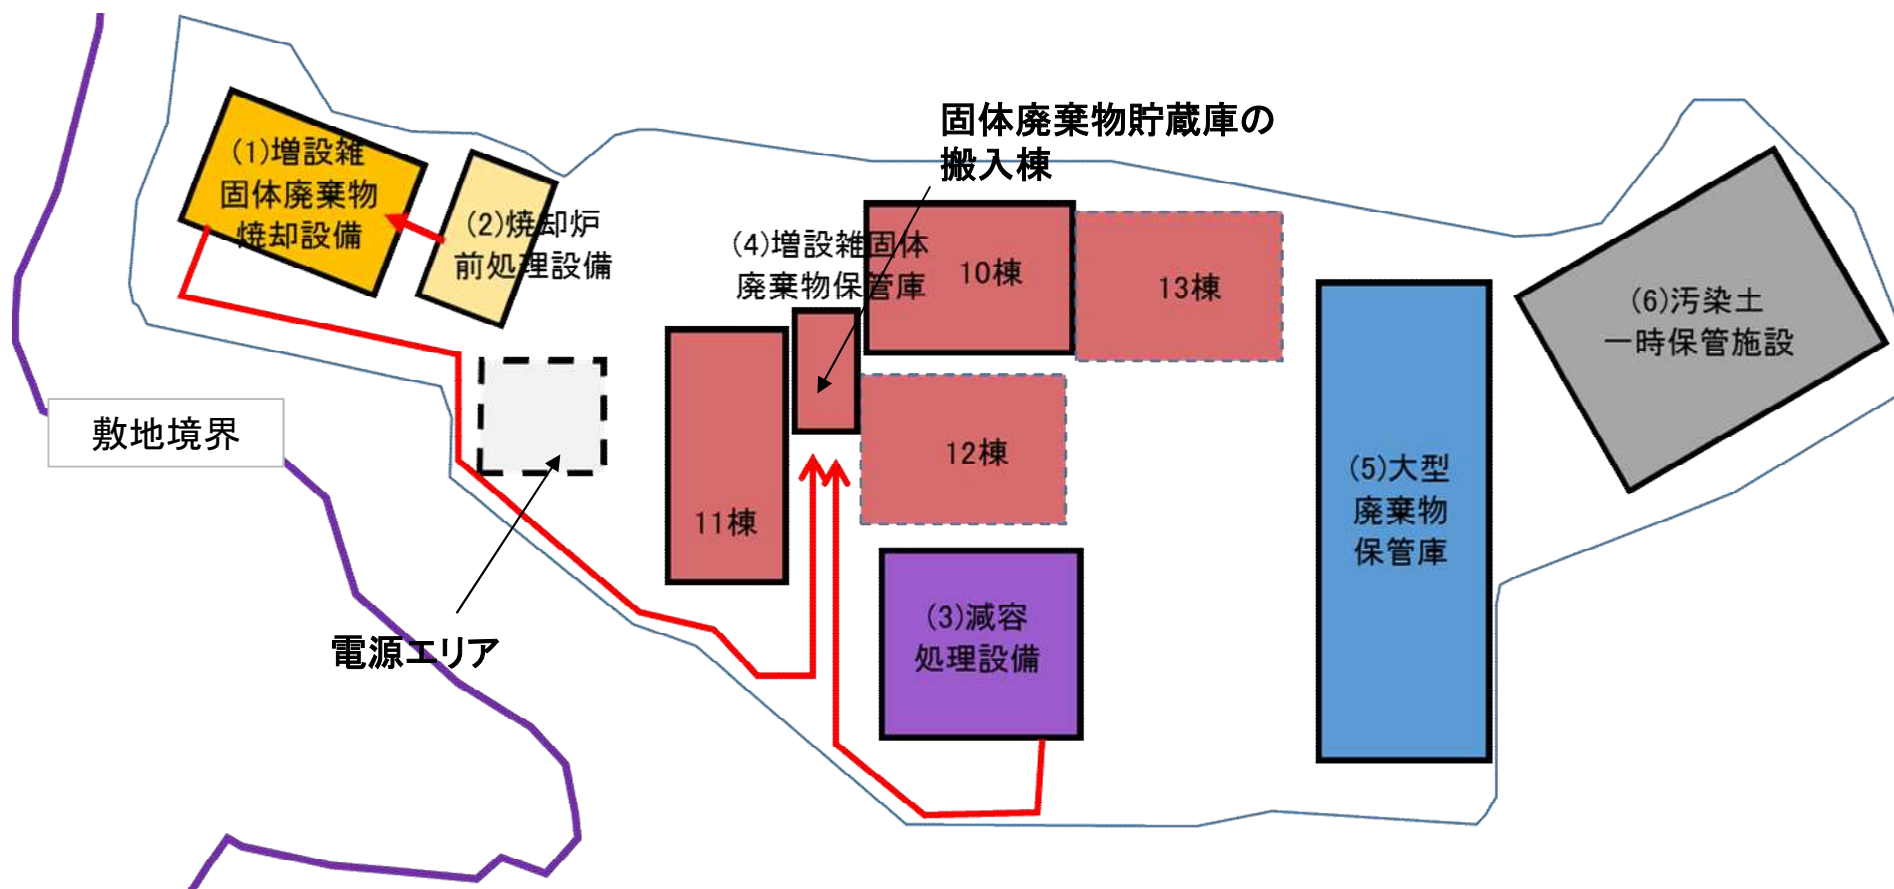 固体廃棄物貯蔵庫の
搬入棟
(1)増設雑
固体廃棄物
焼却設備
(2)焼却炉
前処理設備
(4)増設雑固体
廃棄物保管庫
10棟
13棟
(6)汚染土
一時保管施設
敷地境界
11棟
12棟
(5)大型
廃棄物
保管庫
(3)減容
処理設備
電源エリア